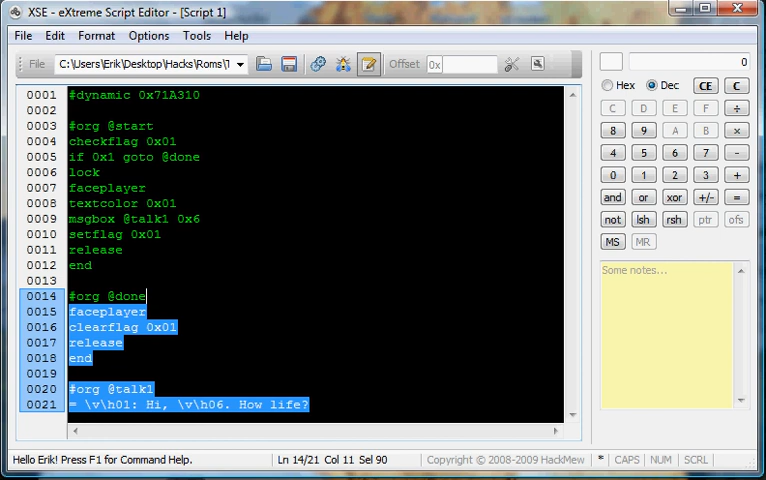 XSE - eXtreme Script Editor - [Script 1]
File Edit Format Options Tools Help
File C:\Users\Erik\Desktop\Hacks\Roms\T Offset 0x 0
Hex Dec CE C
0001 #dynamic 0x71A310
0002
0003 #org @start
0004 checkflag 0x01
0005 if 0x1 goto @done
0006 lock
0007 faceplayer
0008 textcolor 0x01
0009 msgbox @talk1 0x6
0010 setflag 0x01
0011 release
0012 end
0013
0014 #org @done
0015 faceplayer
0016 clearflag 0x01
0017 release
0018 end
0019
0020 #org @talk1
0021 = \v\h01: Hi, \v\h06. How life?
C D E F ÷
8 9 A B ×
4 5 6 7 -
0 1 2 3 +
and or xor +/- =
not lsh rsh ptr ofs
MS MR
Some notes...
Hello Erik! Press F1 for Command Help. Ln 14/21 Col 11 Sel 90 Copyright © 2008-2009 HackMew * CAPS NUM SCRL